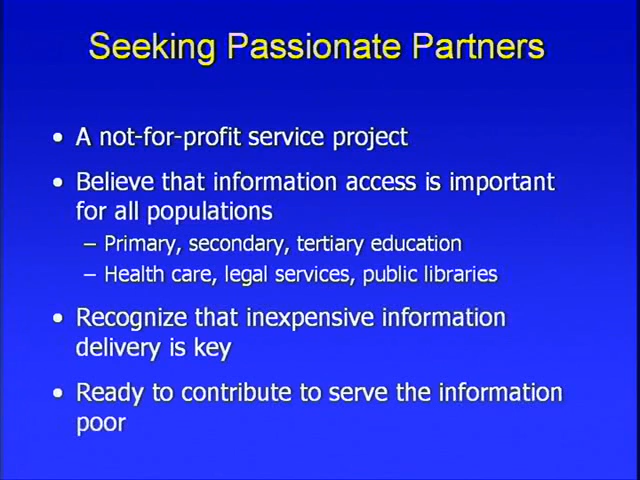 Seeking Passionate Partners
• A not-for-profit service project
• Believe that information access is important
for all populations
– Primary, secondary, tertiary education
– Health care, legal services, public libraries
• Recognize that inexpensive information
delivery is key
• Ready to contribute to serve the information
poor